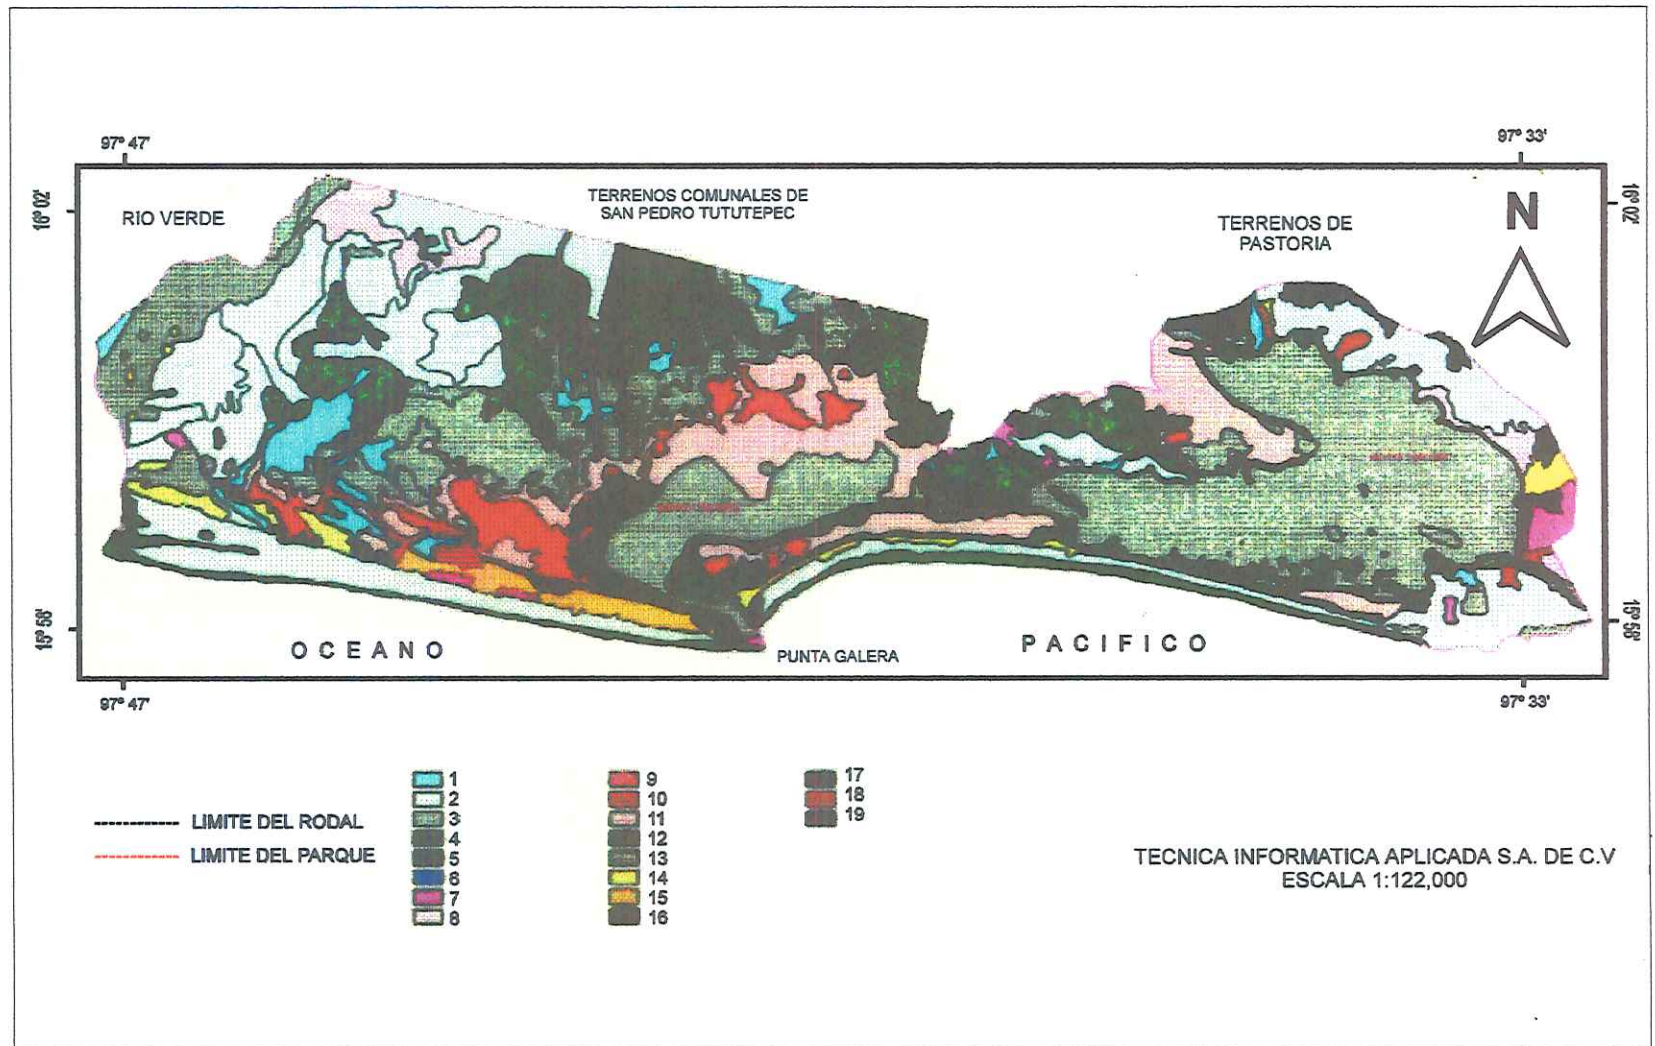 97° 47'
97° 33'
16° 02'
16° 02'
RIO VERDE
TERRENOS COMUNALES DE
SAN PEDRO TUTUTEPEC
TERRENOS DE
PASTORIA
N
15° 58'
15° 58'
OCEANO
PUNTA GALERA
PACIFICO
97° 47'
97° 33'
LIMITE DEL RODAL
LIMITE DEL PARQUE
1
2
3
4
5
6
7
8
9
10
11
12
13
14
15
16
17
18
19
TECNICA INFORMATICA APLICADA S.A. DE C.V
ESCALA 1:122,000